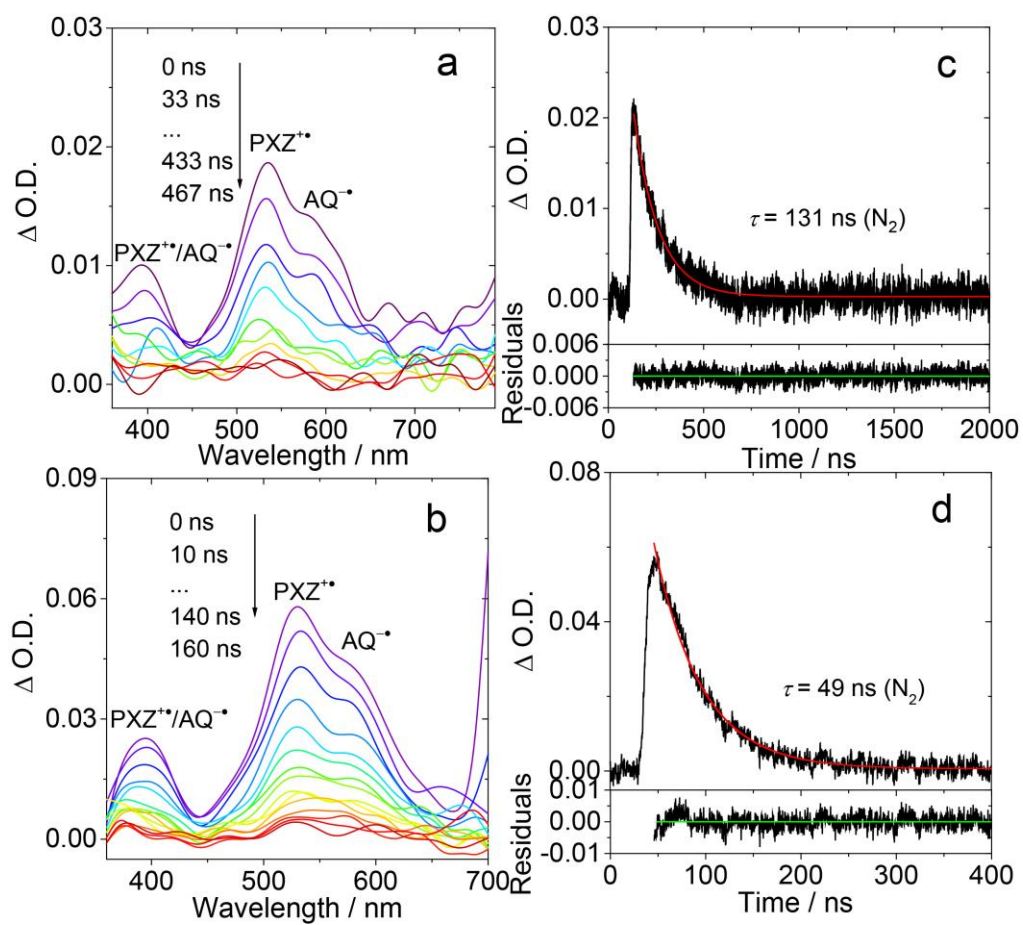 a
0 ns
33 ns
...
433 ns
467 ns
PXZ⁺•
AQ⁻•
PXZ⁺•/AQ⁻•
Δ O.D.
0.03
0.02
0.01
0.00
400 500 600 700
Wavelength / nm
c
τ = 131 ns (N₂)
Δ O.D.
0.03
0.02
0.01
0.00
Residuals
0.006
0.000
-0.006
0 500 1000 1500 2000
Time / ns
b
0 ns
10 ns
...
140 ns
160 ns
PXZ⁺•
AQ⁻•
PXZ⁺•/AQ⁻•
Δ O.D.
0.09
0.06
0.03
0.00
400 500 600 700
Wavelength / nm
d
τ = 49 ns (N₂)
Δ O.D.
0.08
0.04
0.00
Residuals
0.01
0.00
-0.01
0 100 200 300 400
Time / ns